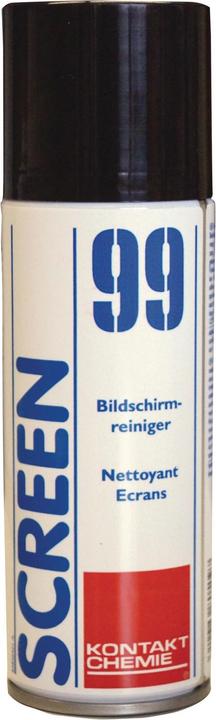 SCREEN
99
Bildschirm-
reiniger
Nettoyant
Ecrans
KONTAKT
CHEMIE